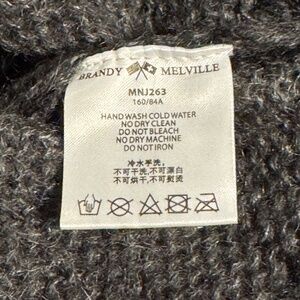 BRANDY MELVILLE
MNJ263
160/84A
HAND WASH COLD WATER
NO DRY CLEAN
DO NOT BLEACH
NO DRY MACHINE
DO NOT IRON
冷水手洗,
不可干洗,不可漂白
不可烘干,不可熨烫